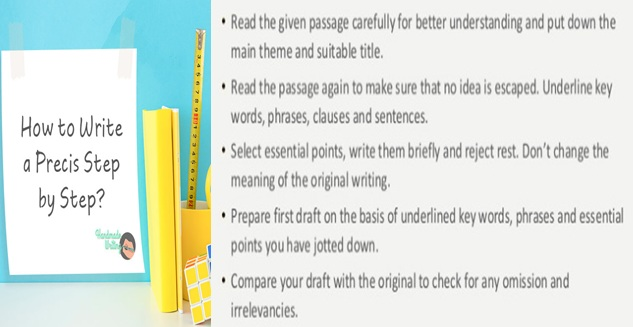 How to Write
a Precis Step
by Step?
Handmade
Writing
• Read the given passage carefully for better understanding and put down the
main theme and suitable title.
• Read the passage again to make sure that no idea is escaped. Underline key
words, phrases, clauses and sentences.
• Select essential points, write them briefly and reject rest. Don't change the
meaning of the original writing.
• Prepare first draft on the basis of underlined key words, phrases and essential
points you have jotted down.
• Compare your draft with the original to check for any omission and
irrelevancies.